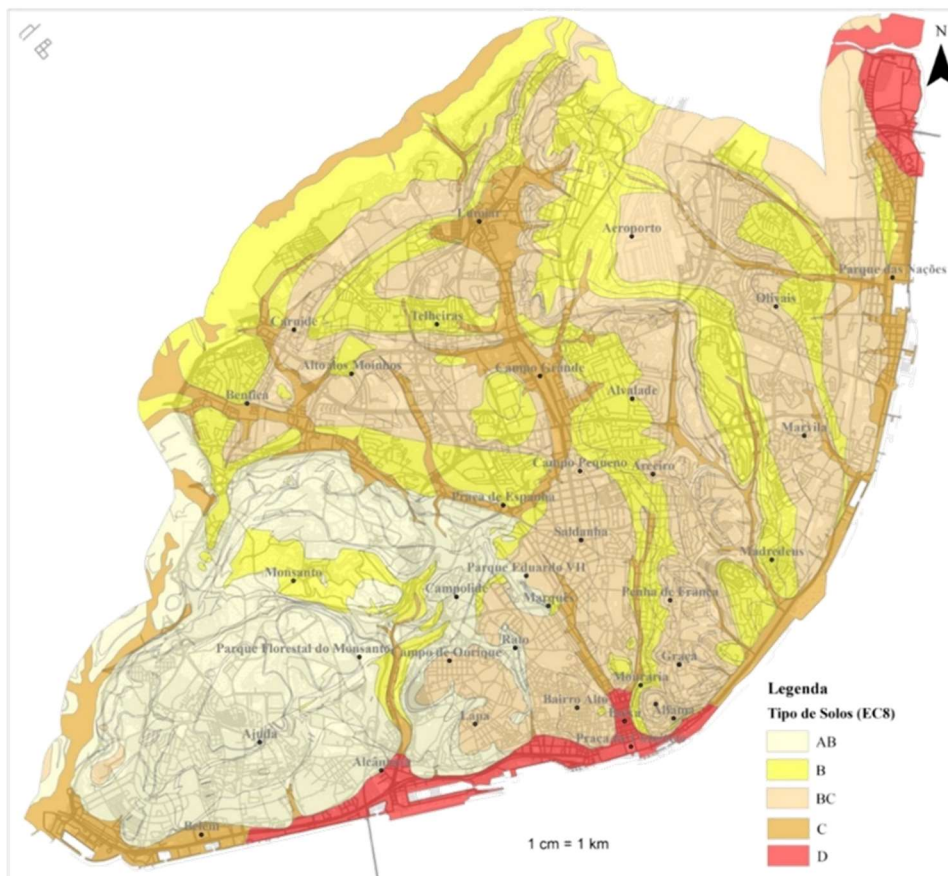 N
Lumiar
Aeroporto
Parque das Nações
Olivais
Telheiras
Carnide
Alto dos Moinhos
Campo Grande
Benfica
Alvalade
Marvila
Campo Pequeno
Areeiro
Praça de Espanha
Saldanha
Madredeus
Parque Eduardo VII
Monsanto
Campolide
Marquês
Penha de França
Rato
Parque Florestal do Monsanto
Campo de Ourique
Graça
Mouraria
Bairro Alto
Alfama
Baixa
Lapa
Ajuda
Praça do
Alcântara
Belém
1 cm = 1 km
Legenda
Tipo de Solos (EC8)
AB
B
BC
C
D